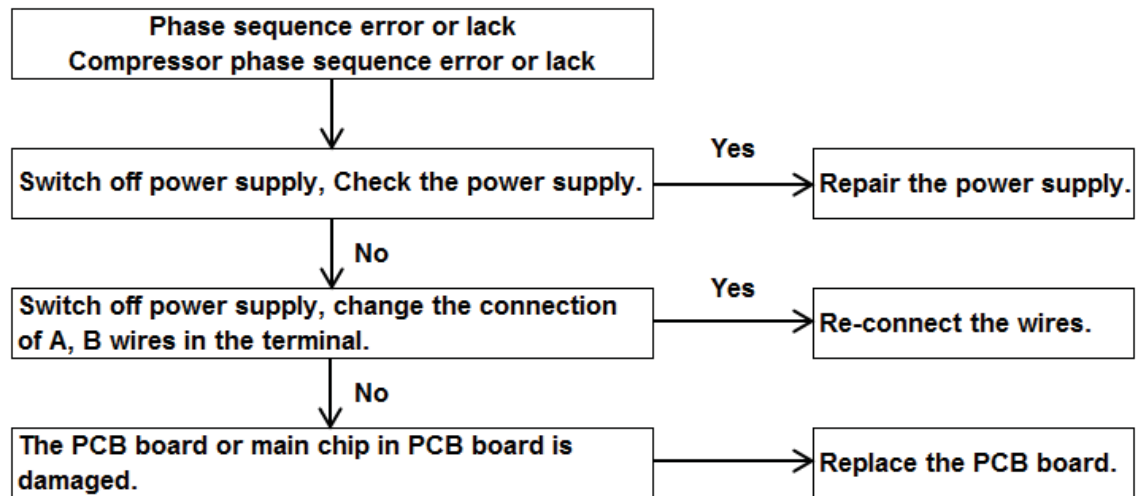 Phase sequence error or lack
Compressor phase sequence error or lack
Switch off power supply, Check the power supply.
Yes
Repair the power supply.
No
Switch off power supply, change the connection
of A, B wires in the terminal.
Yes
Re-connect the wires.
No
The PCB board or main chip in PCB board is
damaged.
Replace the PCB board.